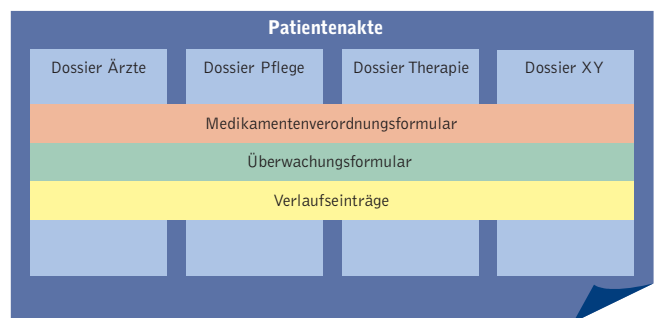 Patientenakte
Dossier Ärzte
Dossier Pflege
Dossier Therapie
Dossier XY
Medikamentenverordnungsformular
Überwachungsformular
Verlaufseinträge